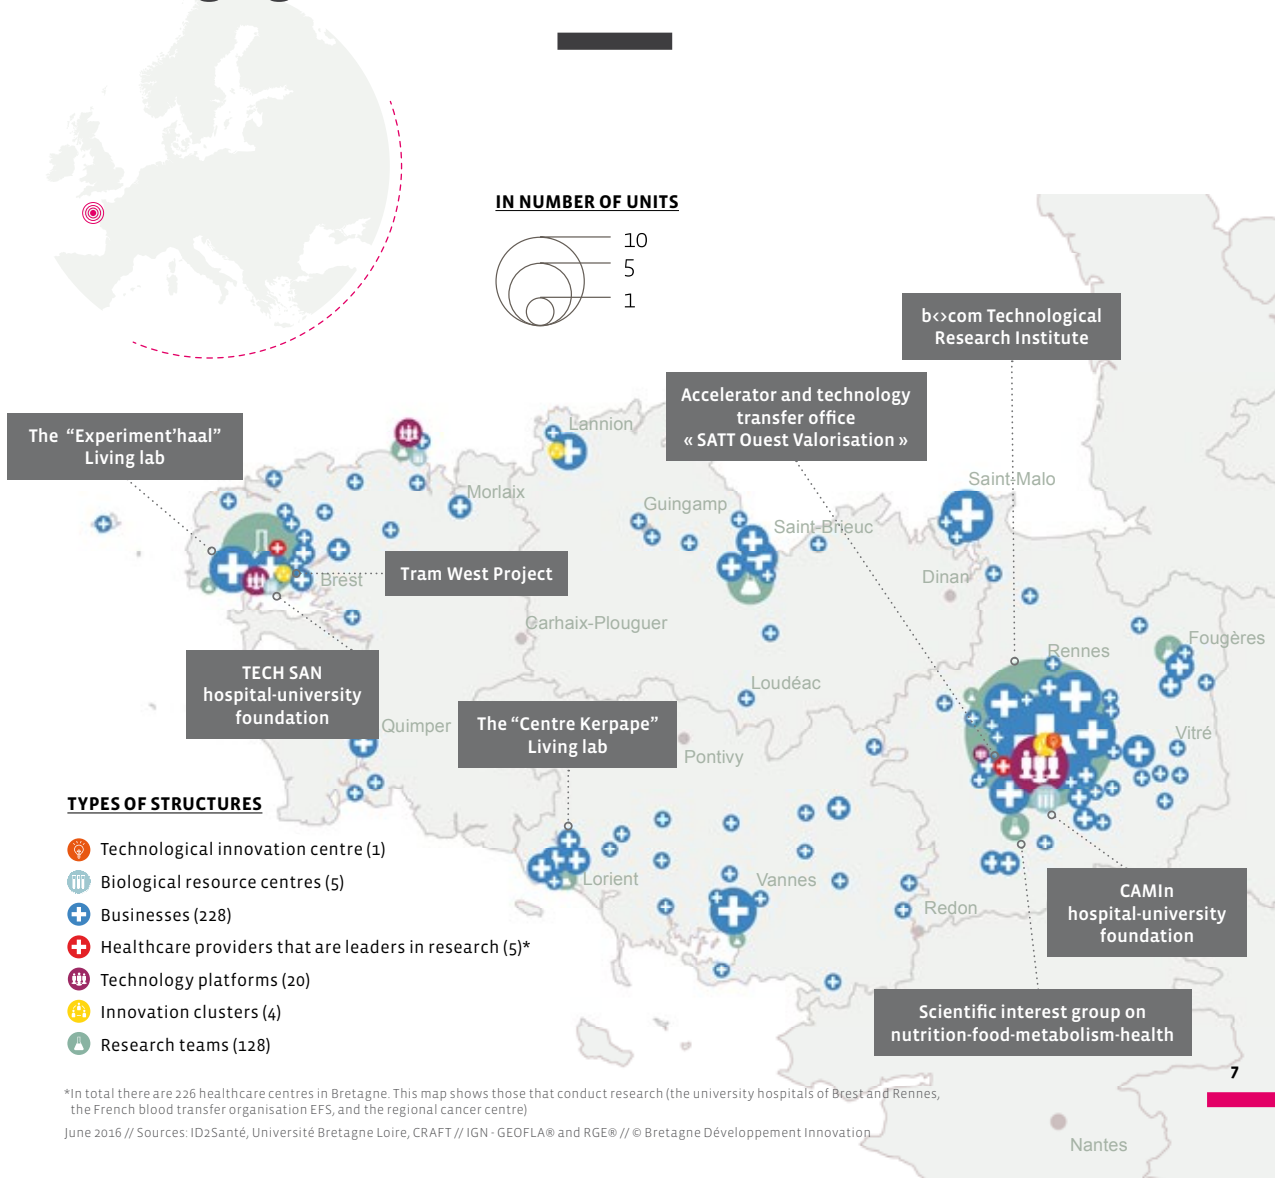 IN NUMBER OF UNITS
10
5
1
b<>com Technological
Research Institute
Accelerator and technology
transfer office
« SATT Ouest Valorisation »
The “Experiment’haal”
Living lab
Lannion
Morlaix
Guingamp
Saint-Brieuc
Saint-Malo
Dinan
Tram West Project
Brest
Carhaix-Plouguer
Fougères
Rennes
TECH SAN
hospital-university
foundation
Loudéac
Quimper
The “Centre Kerpape”
Living lab
Pontivy
Vitré
TYPES OF STRUCTURES
Technological innovation centre (1)
Biological resource centres (5)
Businesses (228)
Healthcare providers that are leaders in research (5)*
Technology platforms (20)
Innovation clusters (4)
Research teams (128)
Lorient
Vannes
Redon
CAMIn
hospital-university
foundation
Scientific interest group on
nutrition-food-metabolism-health
7
*In total there are 226 healthcare centres in Bretagne. This map shows those that conduct research (the university hospitals of Brest and Rennes,
the French blood transfer organisation EFS, and the regional cancer centre)
June 2016 // Sources: ID2Santé, Université Bretagne Loire, CRAFT // IGN - GEOFLA® and RGE® // © Bretagne Développement Innovation
Nantes